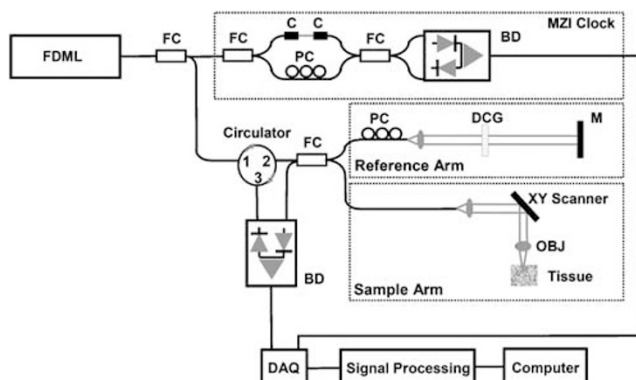 MZI Clock
FDML
FC
FC
C
C
PC
FC
BD
Circulator
1
2
3
FC
PC
DCG
M
Reference Arm
XY Scanner
OBJ
Tissue
Sample Arm
BD
DAQ
Signal Processing
Computer